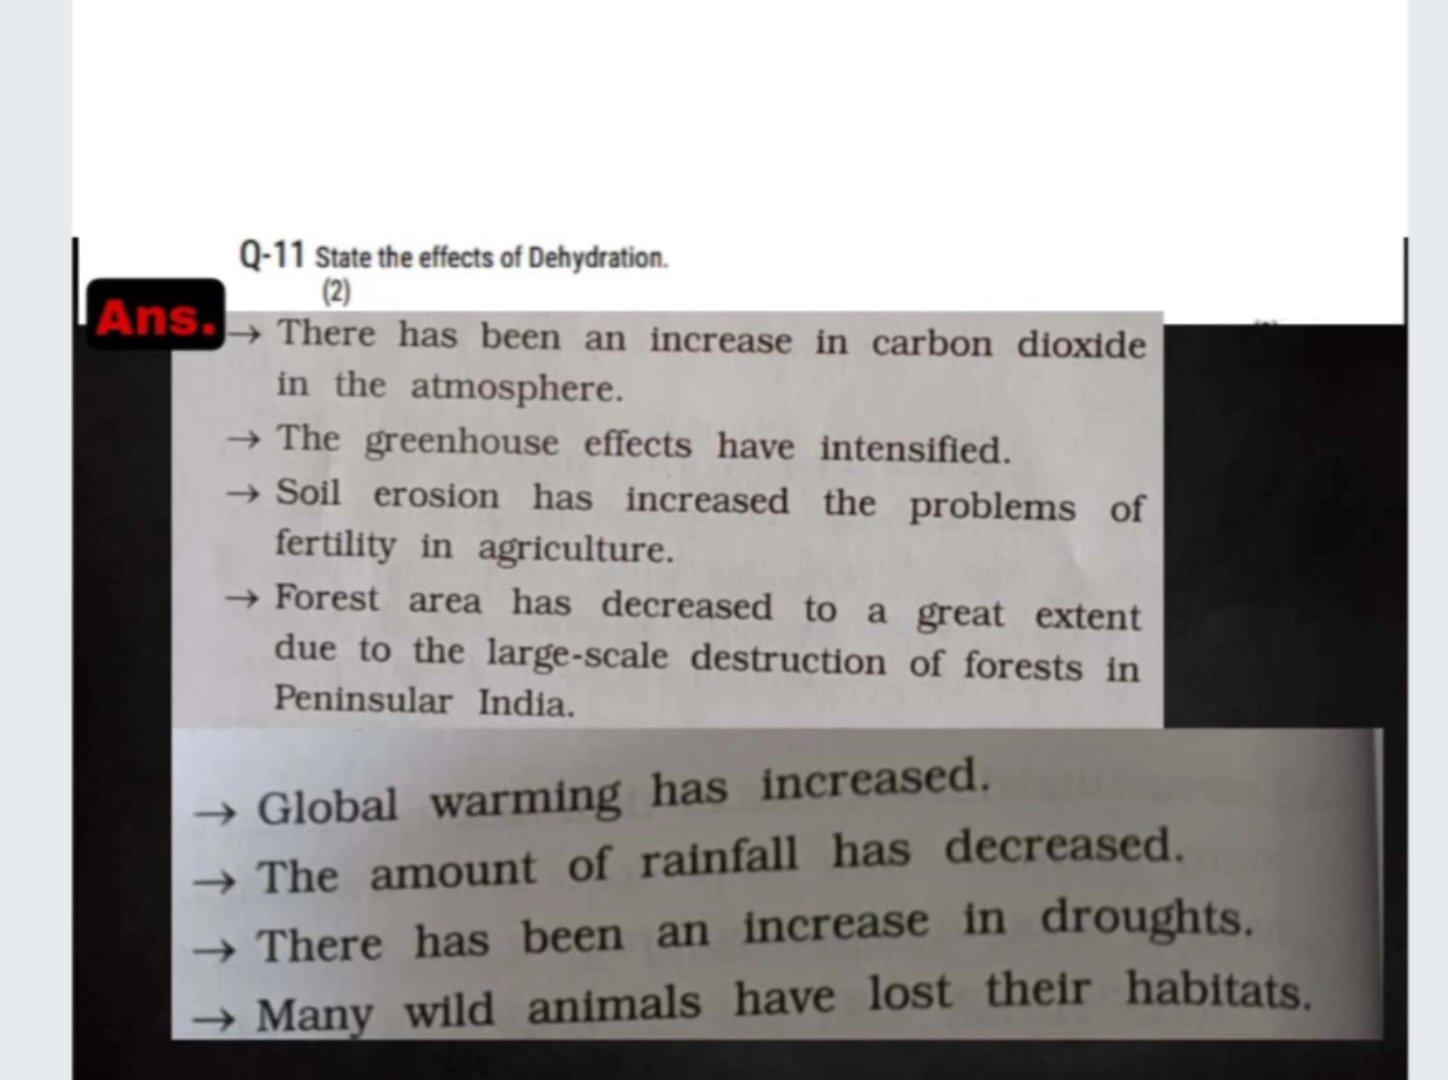 Q-11 State the effects of Dehydration.
(2)
Ans.
→ There has been an increase in carbon dioxide
in the atmosphere.
→ The greenhouse effects have intensified.
→ Soil erosion has increased the problems of
fertility in agriculture.
→ Forest area has decreased to a great extent
due to the large-scale destruction of forests in
Peninsular India.
→ Global warming has increased.
→ The amount of rainfall has decreased.
→ There has been an increase in droughts.
→ Many wild animals have lost their habitats.